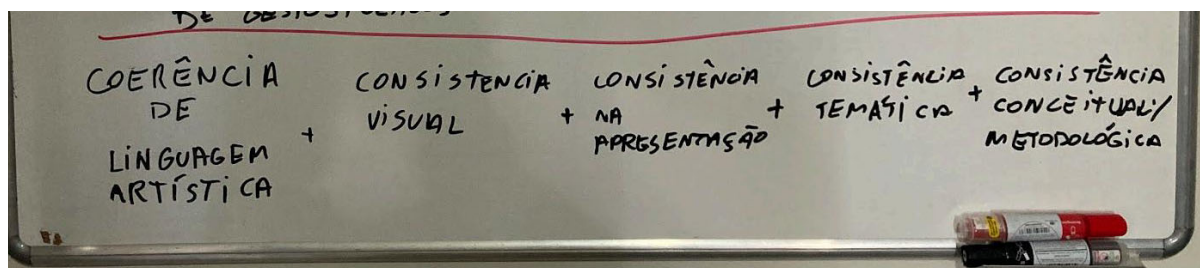 COERÊNCIA
DE
LINGUAGEM
ARTÍSTICA
+
CONSISTENCIA
VISUAL
+
CONSISTÊNCIA
NA
APRESENTAÇÃO
+
CONSISTÊNCIA
TEMÁTICA
+
CONSISTÊNCIA
CONCEITUAL/
METODOLÓGICA